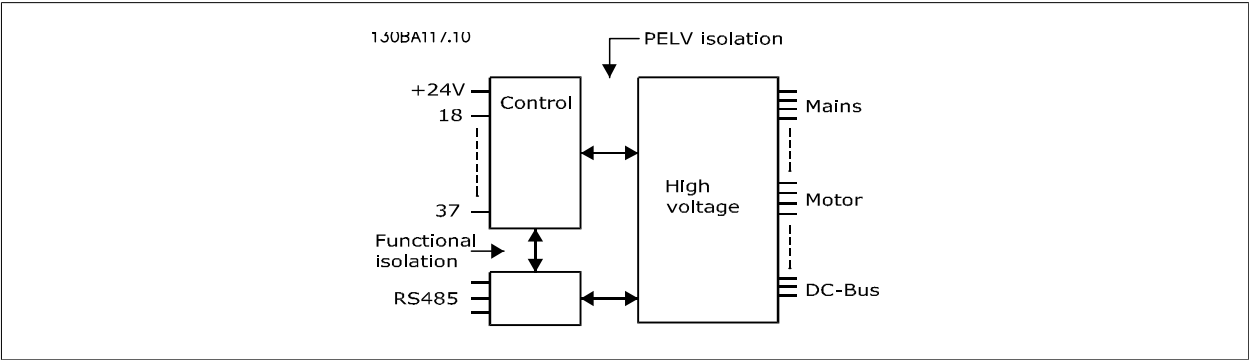 130BA117.10
PELV isolation
+24V
Control
18
Mains
High
voltage
37
Motor
Functional
isolation
RS485
DC-Bus